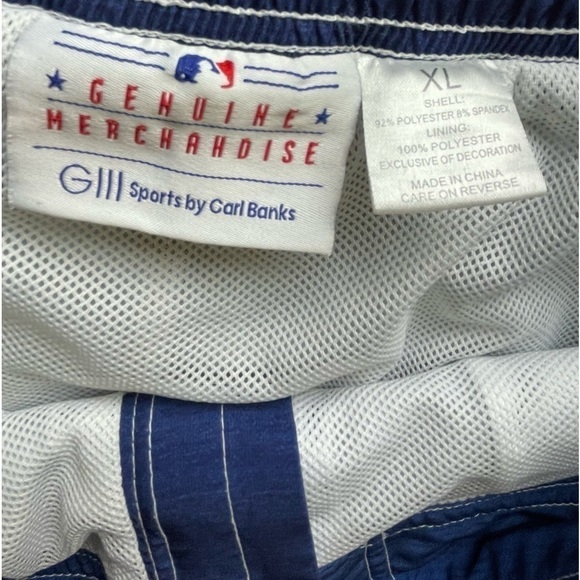 GENUINE
MERCHANDISE
GIII Sports by Carl Banks
XL
SHELL:
92% POLYESTER 8% SPANDEX
LINING:
100% POLYESTER
EXCLUSIVE OF DECORATION
MADE IN CHINA
CARE ON REVERSE